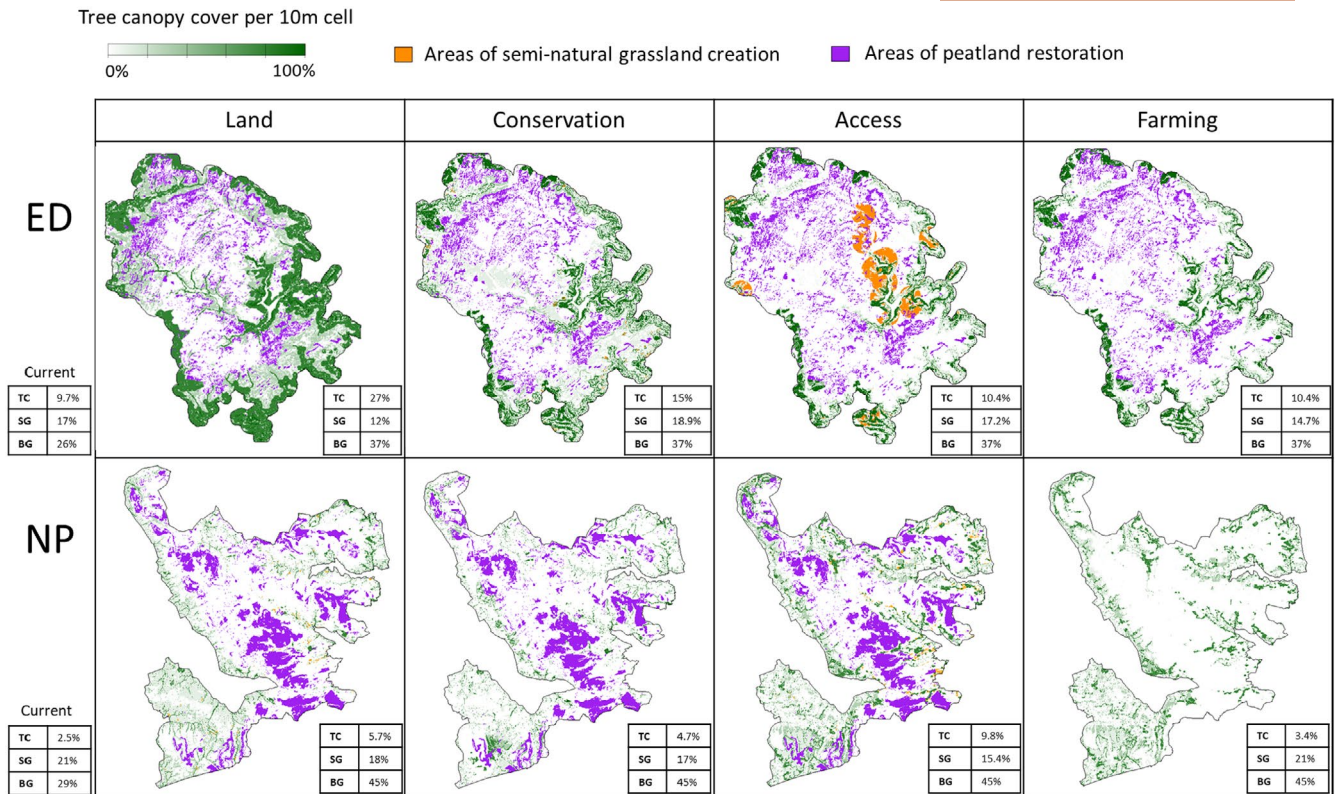 Tree canopy cover per 10m cell
0% 100%
Areas of semi-natural grassland creation
Areas of peatland restoration
Land Conservation Access Farming
ED
Current
TC 9.7%
SG 17%
BG 26%
TC 27%
SG 12%
BG 37%
TC 15%
SG 18.9%
BG 37%
TC 10.4%
SG 17.2%
BG 37%
TC 10.4%
SG 14.7%
BG 37%
NP
Current
TC 2.5%
SG 21%
BG 29%
TC 5.7%
SG 18%
BG 45%
TC 4.7%
SG 17%
BG 45%
TC 9.8%
SG 15.4%
BG 45%
TC 3.4%
SG 21%
BG 45%